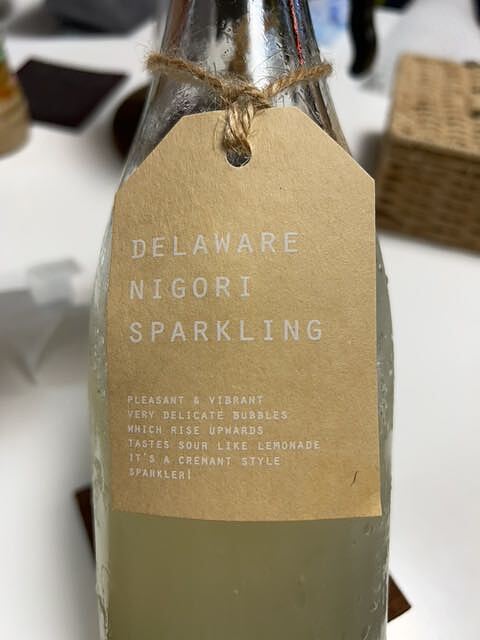 DELAWARE
NIGORI
SPARKLING
PLEASANT & VIBRANT
VERY DELICATE BUBBLES
WHICH RISE UPWARDS
TASTES SOUR LIKE LEMONADE
IT'S A CREMANT STYLE
SPARKLER!